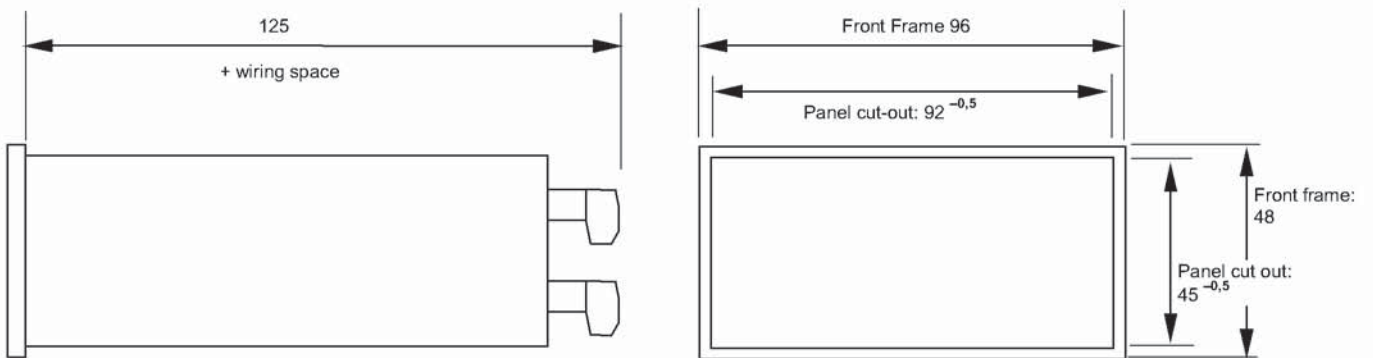 125
+ wiring space
Front Frame 96
Panel cut-out: 92 –0,5
Front frame:
48
Panel cut out:
45 –0,5